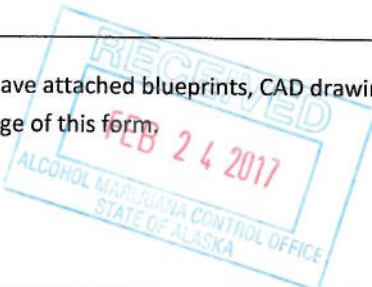 ave attached blueprints, CAD drawi
ge of this form.
RECEIVED
FEB 24 2017
ALCOHOL MARIJUANA CONTROL OFFICE
STATE OF ALASKA